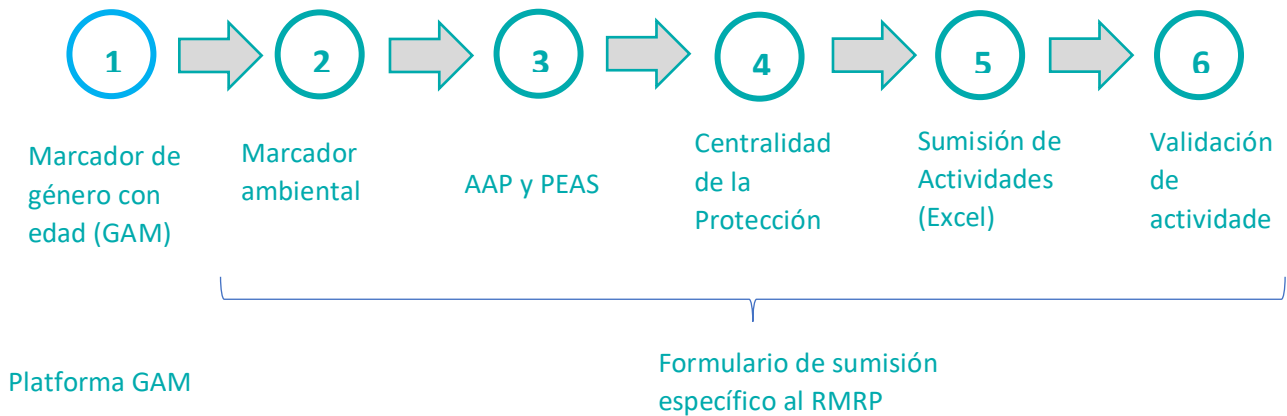 1
2
3
4
5
6
Marcador de
género con
edad (GAM)
Marcador
ambiental
AAP y PEAS
Centralidad
de la
Protección
Sumisión de
Actividades
(Excel)
Validación
de
actividade
Platforma GAM
Formulario de sumisión
específico al RMRP